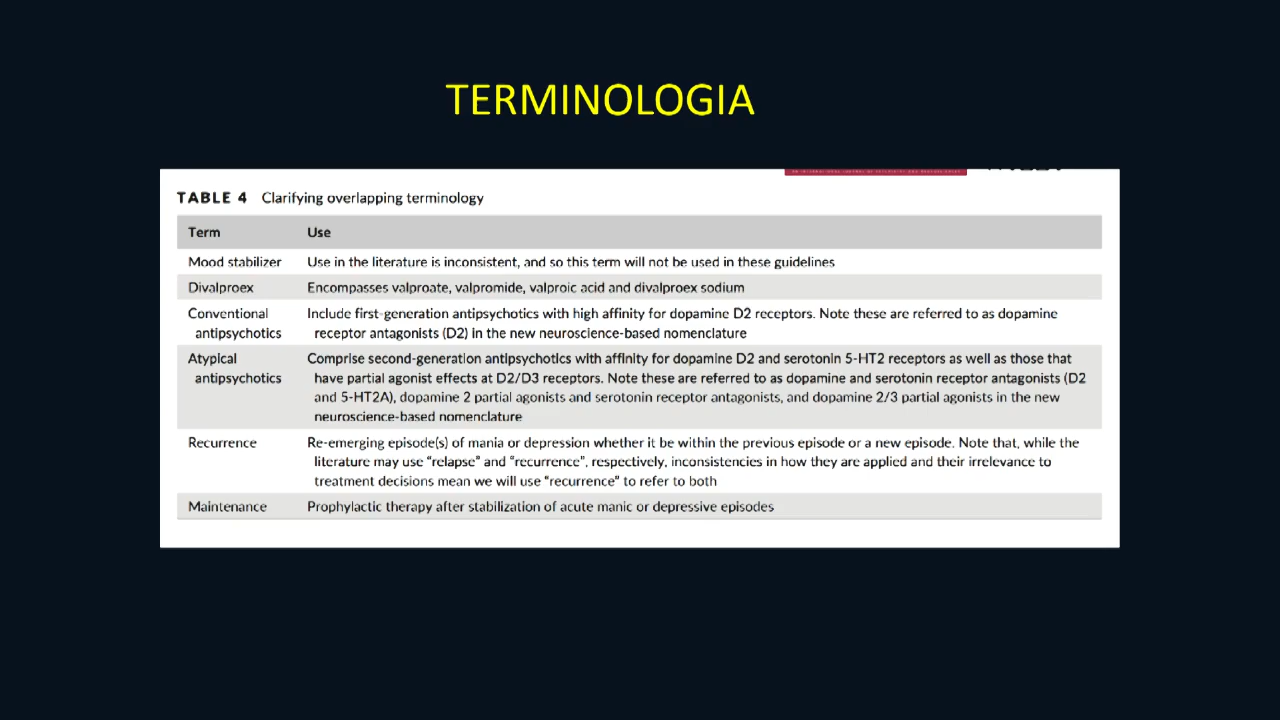 TERMINOLOGIA
TABLE 4 Clarifying overlapping terminology
Term Use
Mood stabilizer Use in the literature is inconsistent, and so this term will not be used in these guidelines
Divalproex Encompasses valproate, valpromide, valproic acid and divalproex sodium
Conventional Include first-generation antipsychotics with high affinity for dopamine D2 receptors. Note these are referred to as dopamine
antipsychotics receptor antagonists (D2) in the new neuroscience-based nomenclature
Atypical Comprise second-generation antipsychotics with affinity for dopamine D2 and serotonin 5-HT2 receptors as well as those that
antipsychotics have partial agonist effects at D2/D3 receptors. Note these are referred to as dopamine and serotonin receptor antagonists (D2
and 5-HT2A), dopamine 2 partial agonists and serotonin receptor antagonists, and dopamine 2/3 partial agonists in the new
neuroscience-based nomenclature
Recurrence Re-emerging episode(s) of mania or depression whether it be within the previous episode or a new episode. Note that, while the
literature may use “relapse” and “recurrence”, respectively, inconsistencies in how they are applied and their irrelevance to
treatment decisions mean we will use “recurrence” to refer to both
Maintenance Prophylactic therapy after stabilization of acute manic or depressive episodes